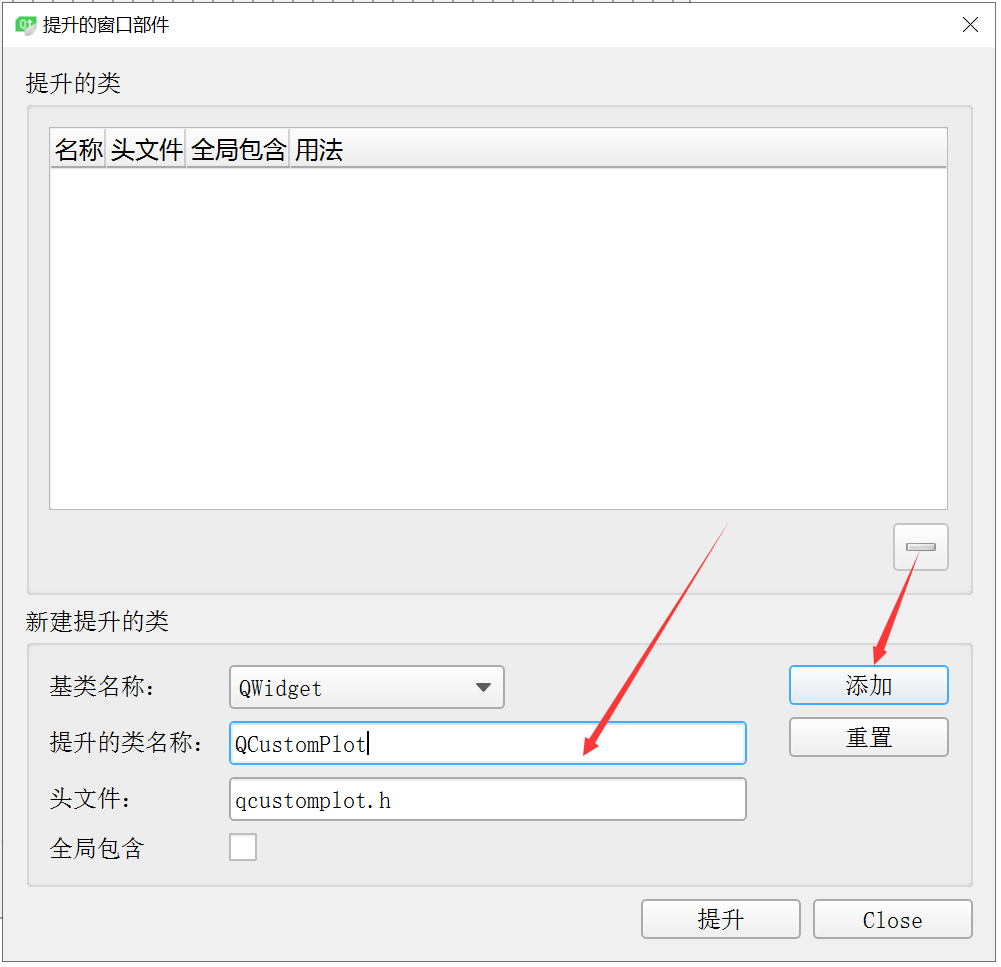 提升的窗口部件
提升的类
名称 头文件 全局包含 用法
新建提升的类
基类名称: QWidget 添加
提升的类名称: QCustomPlot 重置
头文件: qcustomplot.h
全局包含
提升 Close